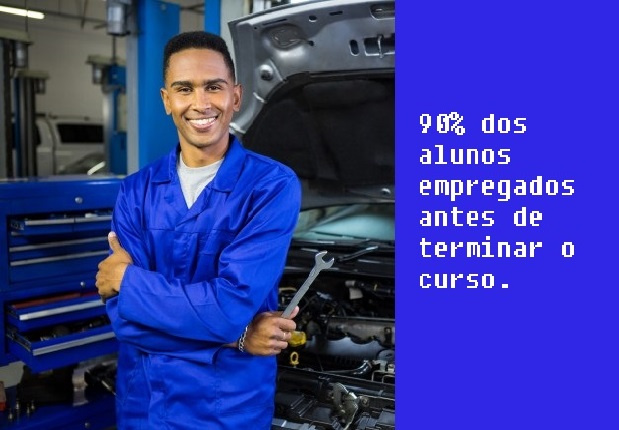 90% dos
alunos
empregados
antes de
terminar o
curso.